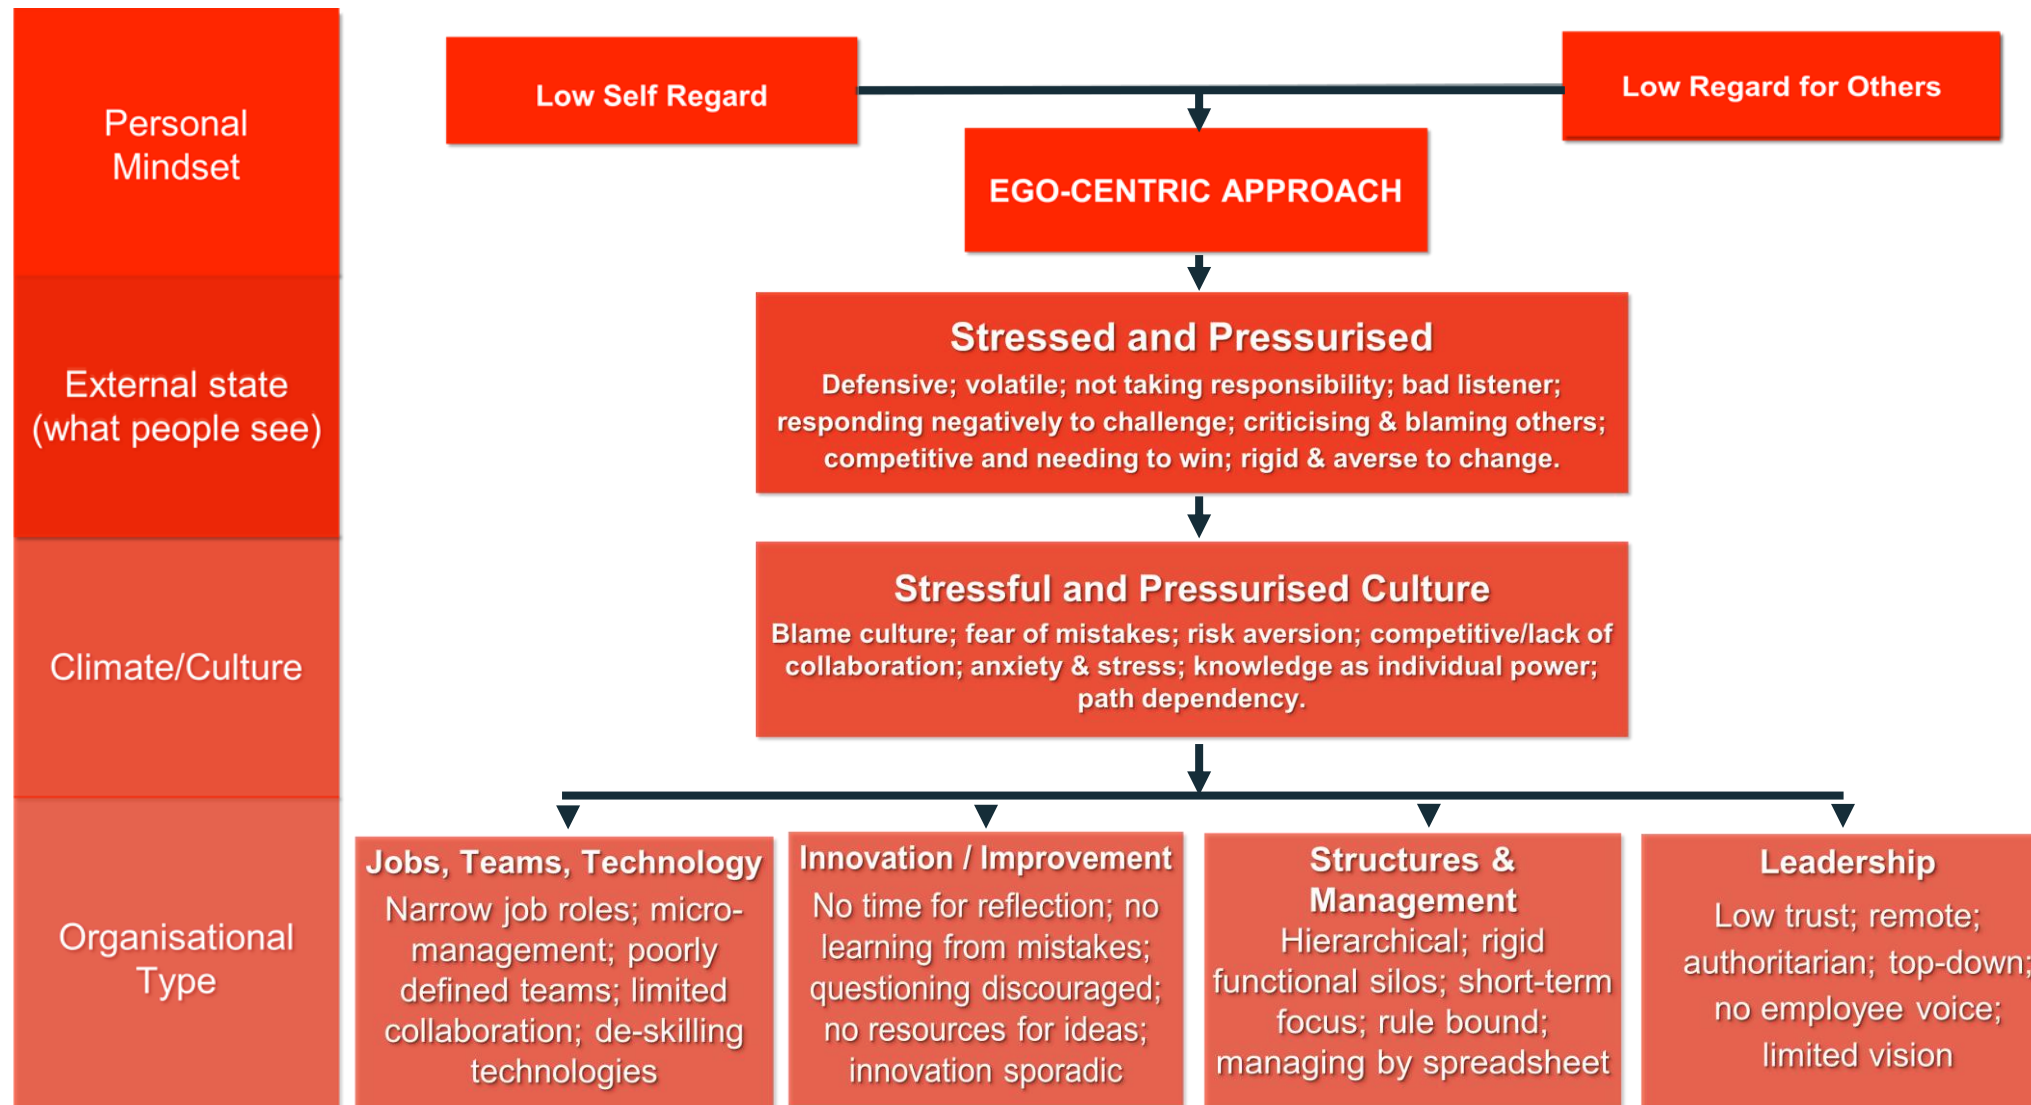 Personal
Mindset
Low Self Regard
Low Regard for Others
EGO-CENTRIC APPROACH
External state
(what people see)
Stressed and Pressurised
Defensive; volatile; not taking responsibility; bad listener;
responding negatively to challenge; criticising & blaming others;
competitive and needing to win; rigid & averse to change.
Climate/Culture
Stressful and Pressurised Culture
Blame culture; fear of mistakes; risk aversion; competitive/lack of
collaboration; anxiety & stress; knowledge as individual power;
path dependency.
Organisational
Type
Jobs, Teams, Technology
Narrow job roles; micro-
management; poorly
defined teams; limited
collaboration; de-skilling
technologies
Innovation / Improvement
No time for reflection; no
learning from mistakes;
questioning discouraged;
no resources for ideas;
innovation sporadic
Structures &
Management
Hierarchical; rigid
functional silos; short-term
focus; rule bound;
managing by spreadsheet
Leadership
Low trust; remote;
authoritarian; top-down;
no employee voice;
limited vision